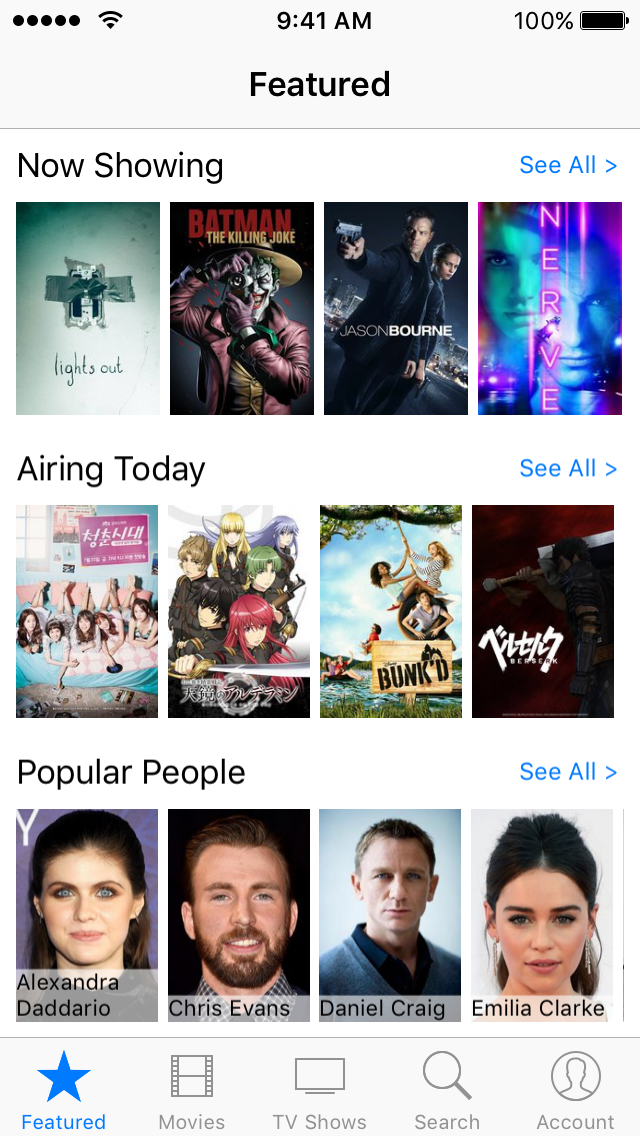 9:41 AM
100%
Featured
Now Showing
See All >
lights out
BATMAN
THE KILLING JOKE
JASONBOURNE
NERVE
Airing Today
See All >
청춘시대
天鏡のアルデラミン
BUNK'D
ベルセルク
BERSERK
Popular People
See All >
Y
Alexandra
Daddario
Chris Evans
Daniel Craig
Emilia Clarke
Featured
Movies
TV Shows
Search
Account